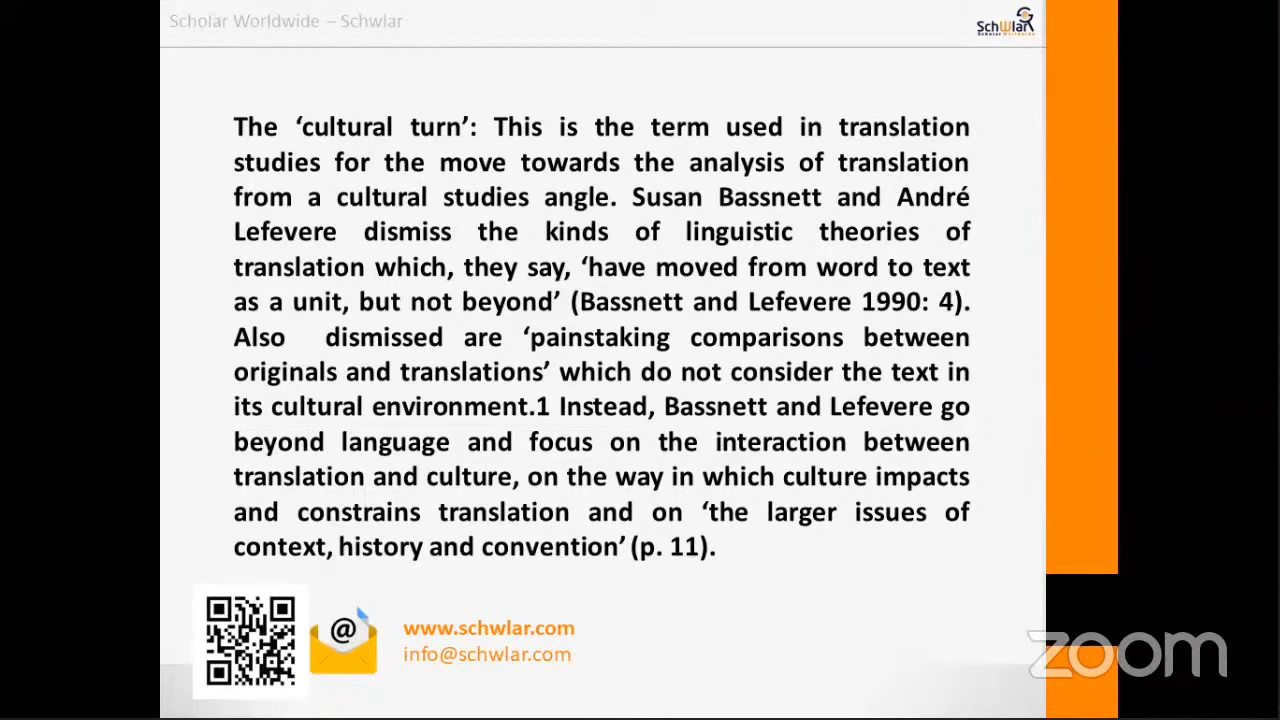 Scholar Worldwide – Schwlar
SchWlar
Scholar Worldwide
The ‘cultural turn’: This is the term used in translation
studies for the move towards the analysis of translation
from a cultural studies angle. Susan Bassnett and André
Lefevere dismiss the kinds of linguistic theories of
translation which, they say, ‘have moved from word to text
as a unit, but not beyond’ (Bassnett and Lefevere 1990: 4).
Also dismissed are ‘painstaking comparisons between
originals and translations’ which do not consider the text in
its cultural environment.1 Instead, Bassnett and Lefevere go
beyond language and focus on the interaction between
translation and culture, on the way in which culture impacts
and constrains translation and on ‘the larger issues of
context, history and convention’ (p. 11).
@
www.schwlar.com
info@schwlar.com
zoom